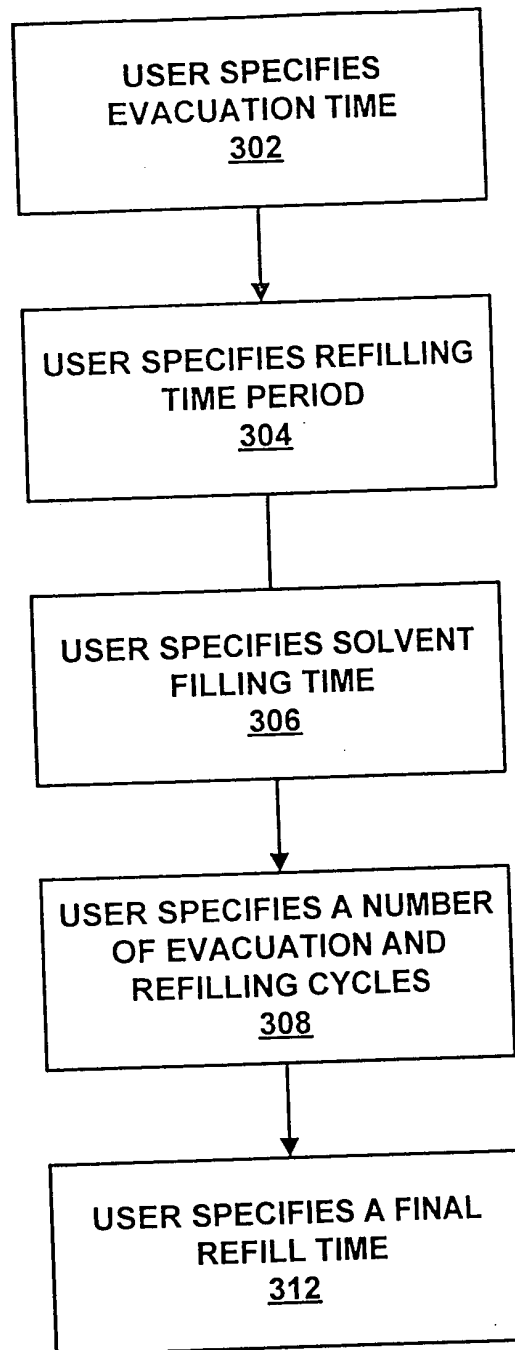 USER SPECIFIES
EVACUATION TIME
302
USER SPECIFIES REFILLING
TIME PERIOD
304
USER SPECIFIES SOLVENT
FILLING TIME
306
USER SPECIFIES A NUMBER
OF EVACUATION AND
REFILLING CYCLES
308
USER SPECIFIES A FINAL
REFILL TIME
312